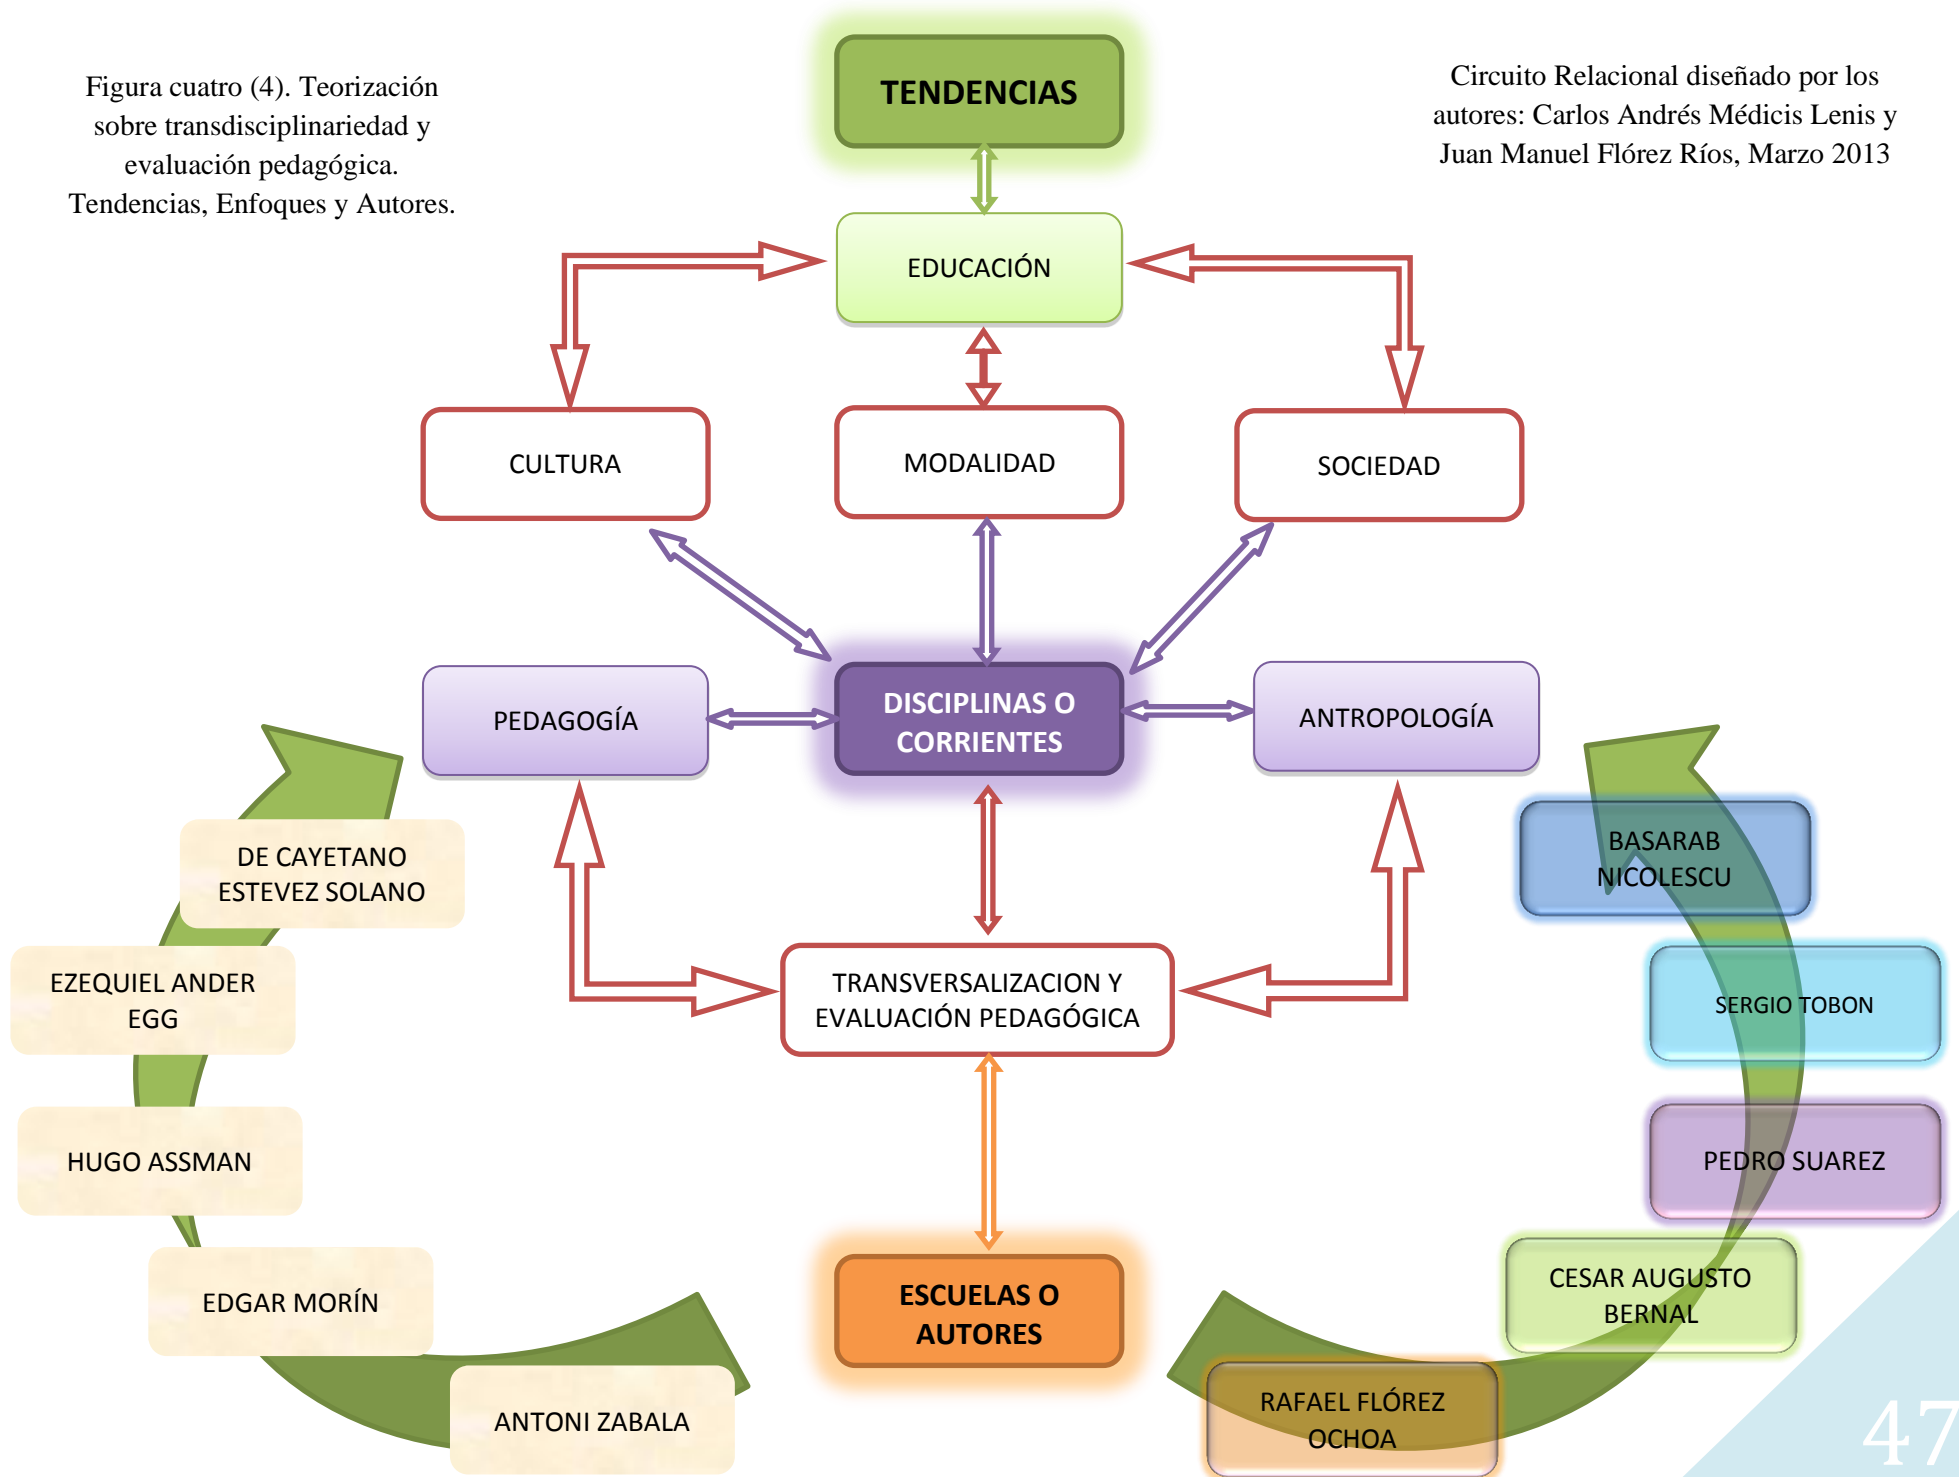 Figura cuatro (4). Teorización
sobre transdisciplinariedad y
evaluación pedagógica.
Tendencias, Enfoques y Autores.
TENDENCIAS
Circuito Relacional diseñado por los
autores: Carlos Andrés Médicis Lenis y
Juan Manuel Flórez Ríos, Marzo 2013
EDUCACIÓN
CULTURA
MODALIDAD
SOCIEDAD
PEDAGOGÍA
DISCIPLINAS O
CORRIENTES
ANTROPOLOGÍA
DE CAYETANO
ESTEVEZ SOLANO
BASARAB
NICOLESCU
EZEQUIEL ANDER
EGG
TRANSVERSALIZACION Y
EVALUACIÓN PEDAGÓGICA
SERGIO TOBON
HUGO ASSMAN
PEDRO SUAREZ
EDGAR MORÍN
ESCUELAS O
AUTORES
CESAR AUGUSTO
BERNAL
ANTONI ZABALA
RAFAEL FLÓREZ
OCHOA
47